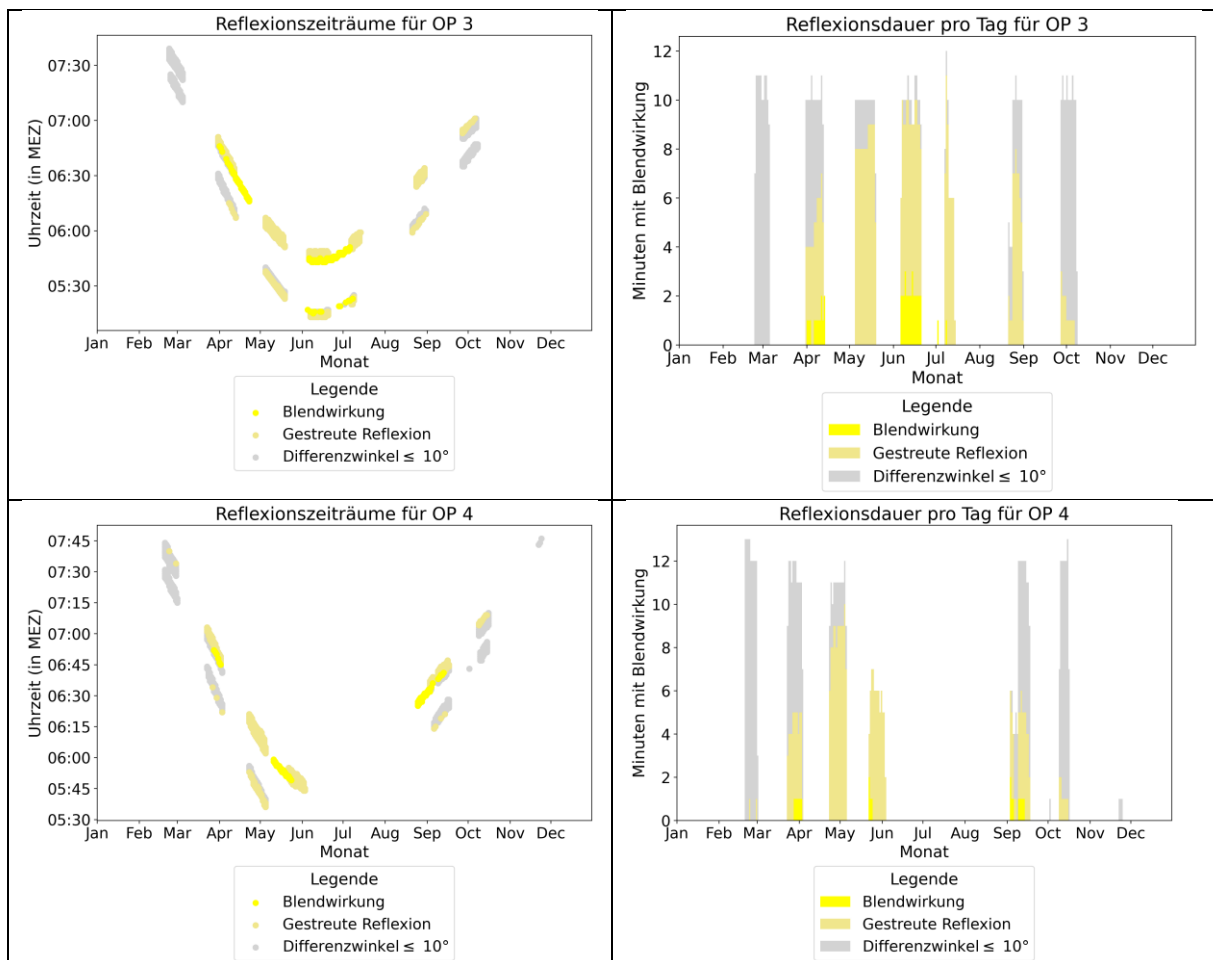 Reflexionszeiträume für OP 3
Uhrzeit (in MEZ)
07:30
07:00
06:30
06:00
05:30
Jan Feb Mar Apr May Jun Jul Aug Sep Oct Nov Dec
Monat
Legende
Blendwirkung
Gestreute Reflexion
Differenzwinkel ≤ 10°
Reflexionsdauer pro Tag für OP 3
Minuten mit Blendwirkung
12
10
8
6
4
2
0
Jan Feb Mar Apr May Jun Jul Aug Sep Oct Nov Dec
Monat
Legende
Blendwirkung
Gestreute Reflexion
Differenzwinkel ≤ 10°
Reflexionszeiträume für OP 4
Uhrzeit (in MEZ)
07:45
07:30
07:15
07:00
06:45
06:30
06:15
06:00
05:45
05:30
Jan Feb Mar Apr May Jun Jul Aug Sep Oct Nov Dec
Monat
Legende
Blendwirkung
Gestreute Reflexion
Differenzwinkel ≤ 10°
Reflexionsdauer pro Tag für OP 4
Minuten mit Blendwirkung
12
10
8
6
4
2
0
Jan Feb Mar Apr May Jun Jul Aug Sep Oct Nov Dec
Monat
Legende
Blendwirkung
Gestreute Reflexion
Differenzwinkel ≤ 10°